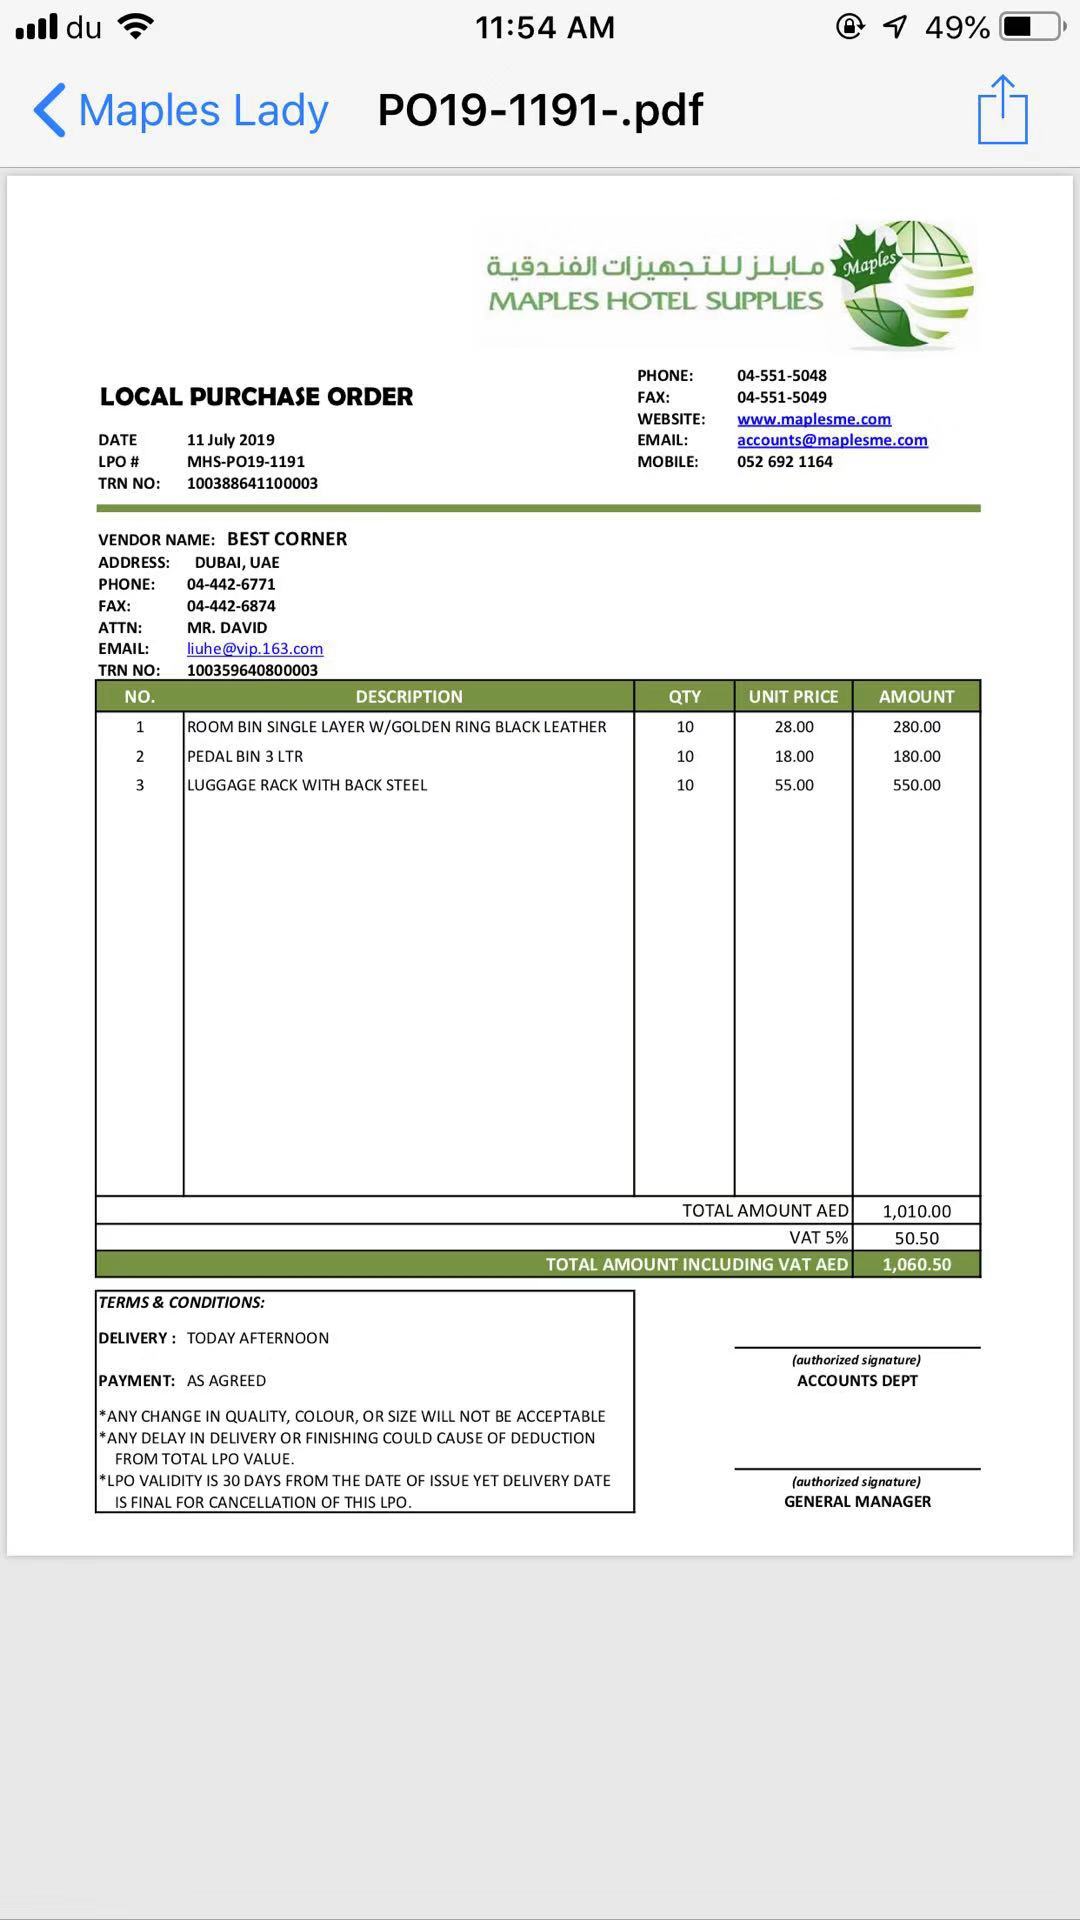 du 11:54 AM 49%
Maples Lady PO19-1191-.pdf
مابلز للتجهيزات الفندقية
MAPLES HOTEL SUPPLIES
Maples
LOCAL PURCHASE ORDER
DATE 11 July 2019
LPO # MHS-PO19-1191
TRN NO: 100388641100003
PHONE: 04-551-5048
FAX: 04-551-5049
WEBSITE: www.maplesme.com
EMAIL: accounts@maplesme.com
MOBILE: 052 692 1164
VENDOR NAME: BEST CORNER
ADDRESS: DUBAI, UAE
PHONE: 04-442-6771
FAX: 04-442-6874
ATTN: MR. DAVID
EMAIL: liuhe@vip.163.com
TRN NO: 100359640800003
NO. DESCRIPTION QTY UNIT PRICE AMOUNT
1 ROOM BIN SINGLE LAYER W/GOLDEN RING BLACK LEATHER 10 28.00 280.00
2 PEDAL BIN 3 LTR 10 18.00 180.00
3 LUGGAGE RACK WITH BACK STEEL 10 55.00 550.00
TOTAL AMOUNT AED 1,010.00
VAT 5% 50.50
TOTAL AMOUNT INCLUDING VAT AED 1,060.50
TERMS & CONDITIONS:
DELIVERY : TODAY AFTERNOON
PAYMENT: AS AGREED
*ANY CHANGE IN QUALITY, COLOUR, OR SIZE WILL NOT BE ACCEPTABLE
*ANY DELAY IN DELIVERY OR FINISHING COULD CAUSE OF DEDUCTION
FROM TOTAL LPO VALUE.
*LPO VALIDITY IS 30 DAYS FROM THE DATE OF ISSUE YET DELIVERY DATE
IS FINAL FOR CANCELLATION OF THIS LPO.
(authorized signature)
ACCOUNTS DEPT
(authorized signature)
GENERAL MANAGER